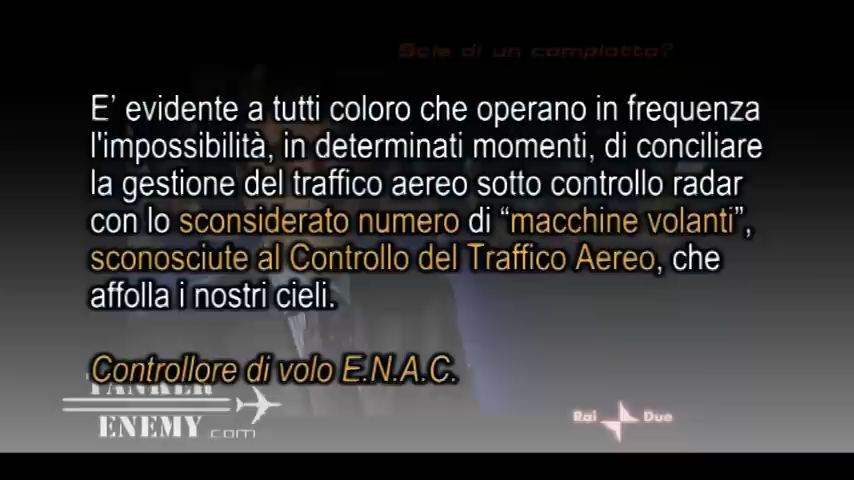 Scie di un complotto?
E' evidente a tutti coloro che operano in frequenza
l'impossibilità, in determinati momenti, di conciliare
la gestione del traffico aereo sotto controllo radar
con lo sconsiderato numero di “macchine volanti”,
sconosciute al Controllo del Traffico Aereo, che
affolla i nostri cieli.
Controllore di volo E.N.A.C.
TANKER
ENEMY.com
Rai Due